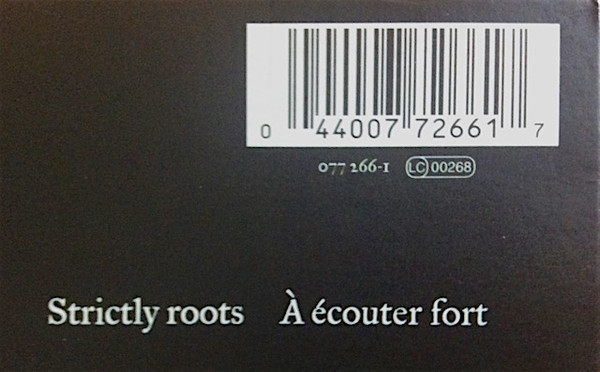 0 44007 72661 7
077 266-1 LC 00268
Strictly roots À écouter fort